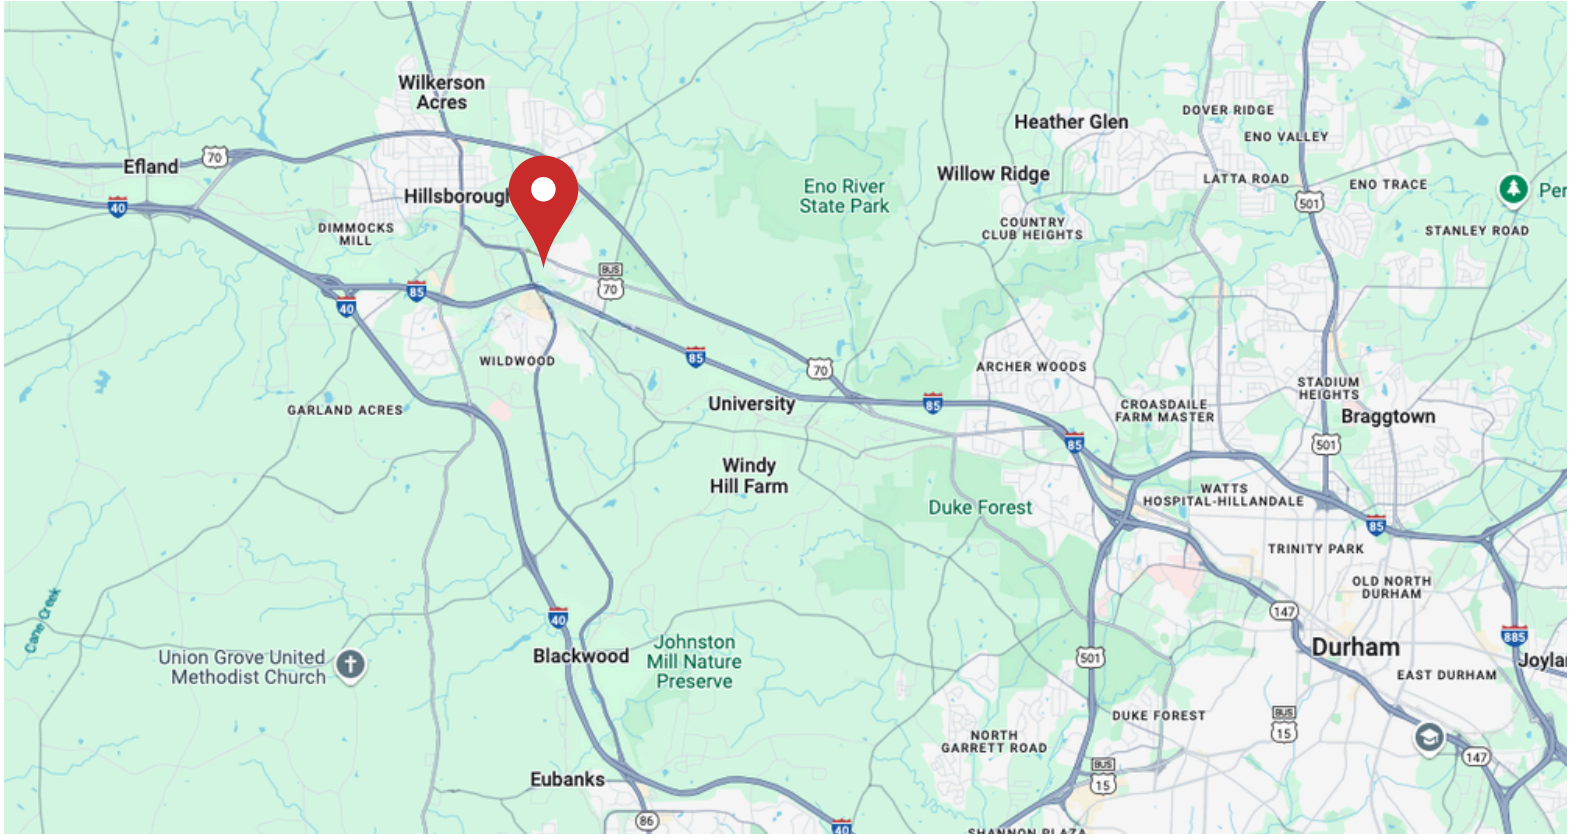 Wilkerson
Acres
Heather Glen
DOVER RIDGE
ENO VALLEY
70
Efland
Willow Ridge
LATTA ROAD
ENO TRACE
Eno River
State Park
Hillsborough
40
501
Per
DIMMOCKS
MILL
COUNTRY
CLUB HEIGHTS
STANLEY ROAD
BUS
70
85
40
WILDWOOD
85
70
ARCHER WOODS
STADIUM
HEIGHTS
GARLAND ACRES
University
85
CROASDAILE
FARM MASTER
Braggtown
85
501
Windy
Hill Farm
WATTS
HOSPITAL-HILLANDALE
Duke Forest
85
TRINITY PARK
OLD NORTH
DURHAM
Cane Creek
40
147
885
Johnston
Mill Nature
Preserve
Blackwood
Union Grove United
Methodist Church
501
Durham
Joylan
EAST DURHAM
DUKE FOREST
BUS
15
NORTH
GARRETT ROAD
147
Eubanks
BUS
15
86
40
SHANNON PLAZA